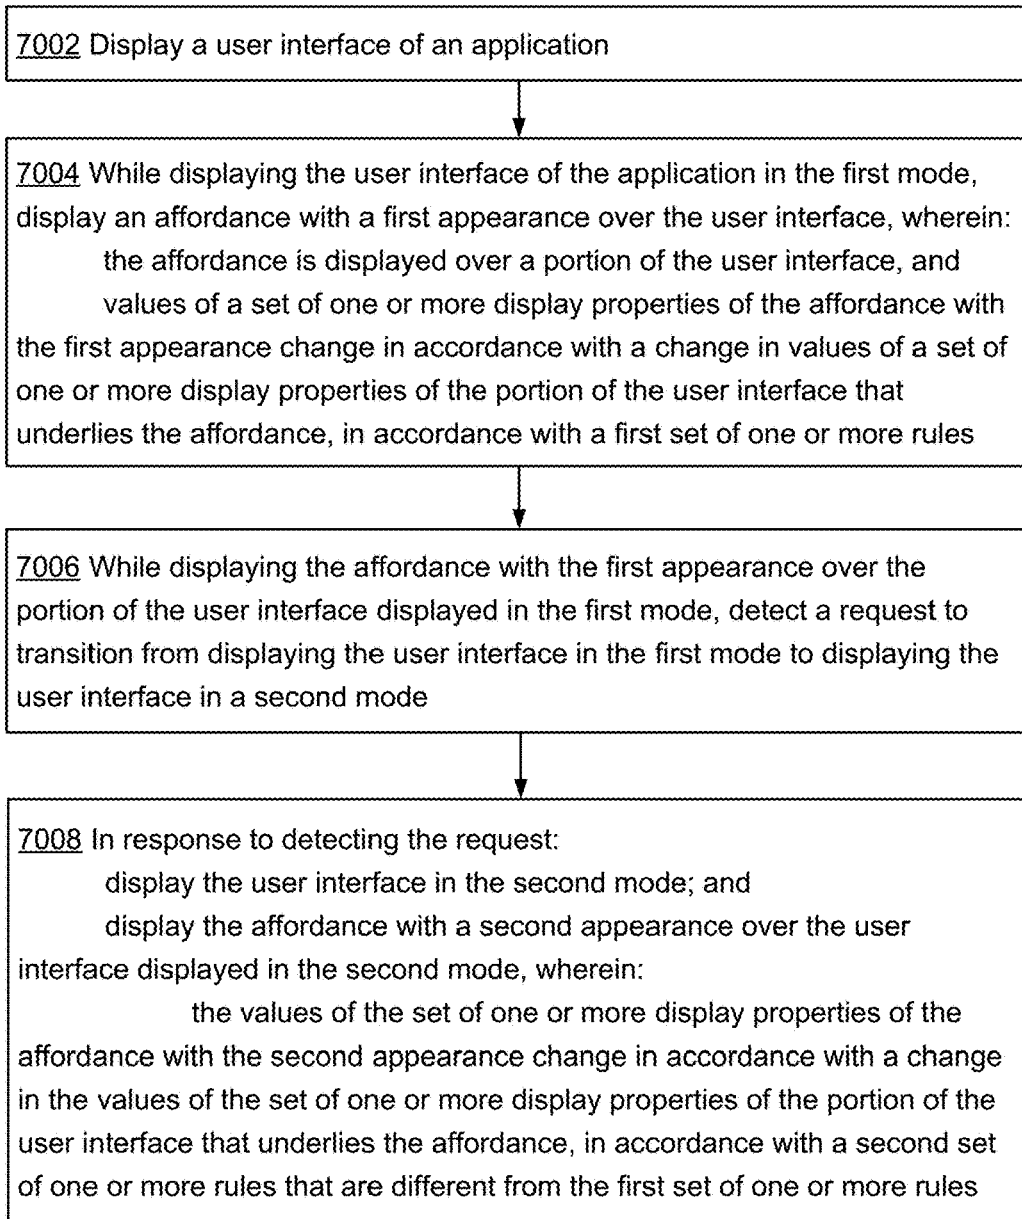 7002 Display a user interface of an application
7004 While displaying the user interface of the application in the first mode,
display an affordance with a first appearance over the user interface, wherein:
the affordance is displayed over a portion of the user interface, and
values of a set of one or more display properties of the affordance with
the first appearance change in accordance with a change in values of a set of
one or more display properties of the portion of the user interface that
underlies the affordance, in accordance with a first set of one or more rules
7006 While displaying the affordance with the first appearance over the
portion of the user interface displayed in the first mode, detect a request to
transition from displaying the user interface in the first mode to displaying the
user interface in a second mode
7008 In response to detecting the request:
display the user interface in the second mode; and
display the affordance with a second appearance over the user
interface displayed in the second mode, wherein:
the values of the set of one or more display properties of the
affordance with the second appearance change in accordance with a change
in the values of the set of one or more display properties of the portion of the
user interface that underlies the affordance, in accordance with a second set
of one or more rules that are different from the first set of one or more rules